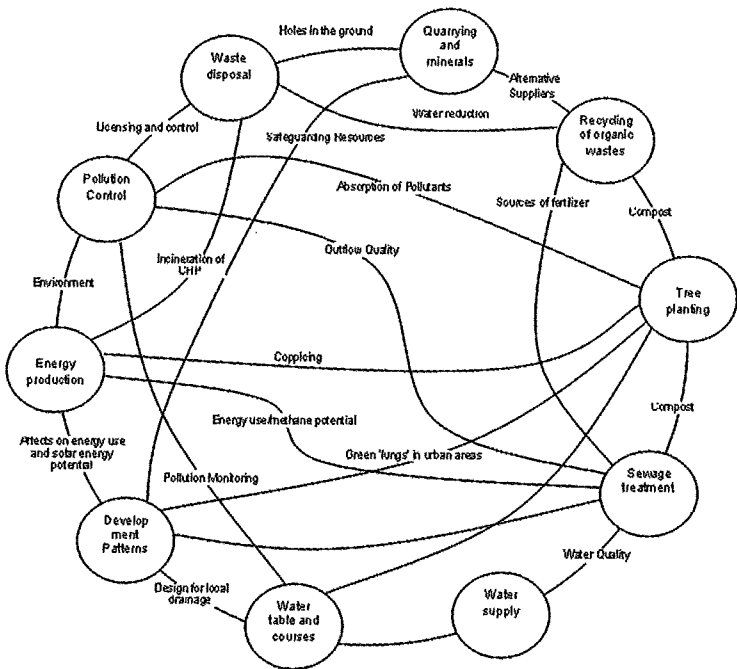 Holes in the ground
Quarrying
and
minerals
Waste
disposal
Alternative
Suppliers
Water reduction
Recycling
of organic
wastes
Licensing and control
Safeguarding Resources
Pollution
Control
Absorption of Pollutants
Sources of fertilizer
Compost
Outflow Quality
Incineration of
CHP
Environment
Tree
planting
Energy
production
Coppicing
Compost
Energy use/methane potential
Affects on energy use
and solar energy
potential
Green 'lungs' in urban areas
Pollution Monitoring
Sewage
treatment
Develop
ment
Patterns
Water Quality
Design for local
drainage
Water
table and
courses
Water
supply